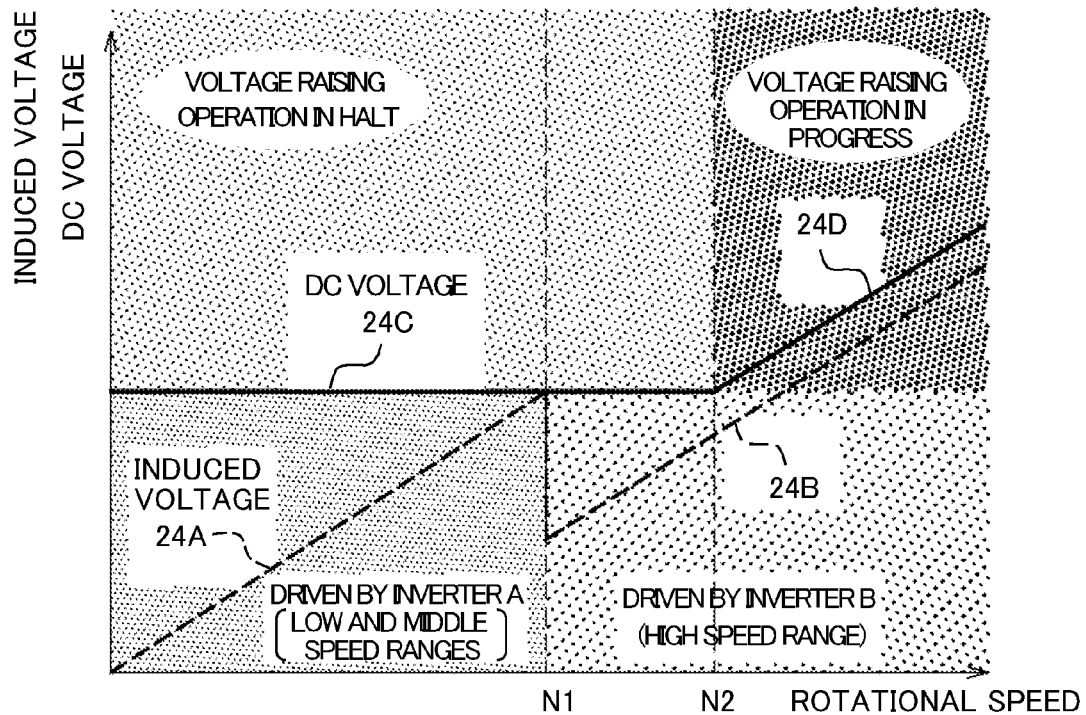 INDUCED VOLTAGE
DC VOLTAGE
VOLTAGE RAISING
OPERATION IN HALT
VOLTAGE RAISING
OPERATION IN
PROGRESS
24D
DC VOLTAGE
24C
INDUCED
VOLTAGE
24A
24B
DRIVEN BY INVERTER A
(LOW AND MIDDLE
SPEED RANGES)
DRIVEN BY INVERTER B
(HIGH SPEED RANGE)
N1
N2
ROTATIONAL SPEED